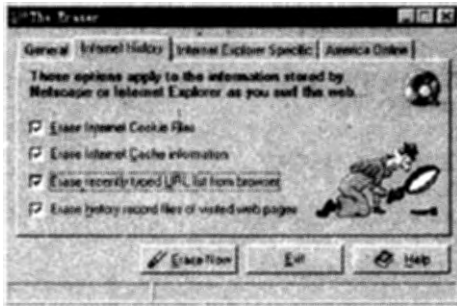 The Eraser
General Internet History Internet Explorer Specific America Online
These options apply to the information stored by
Netscape or Internet Explorer as you surf the web...
Erase Internet Cookie Files
Erase Internet Cache information
Erase recently typed URL list from browser
Erase history record files of visited web pages
Erase Now Exit Help